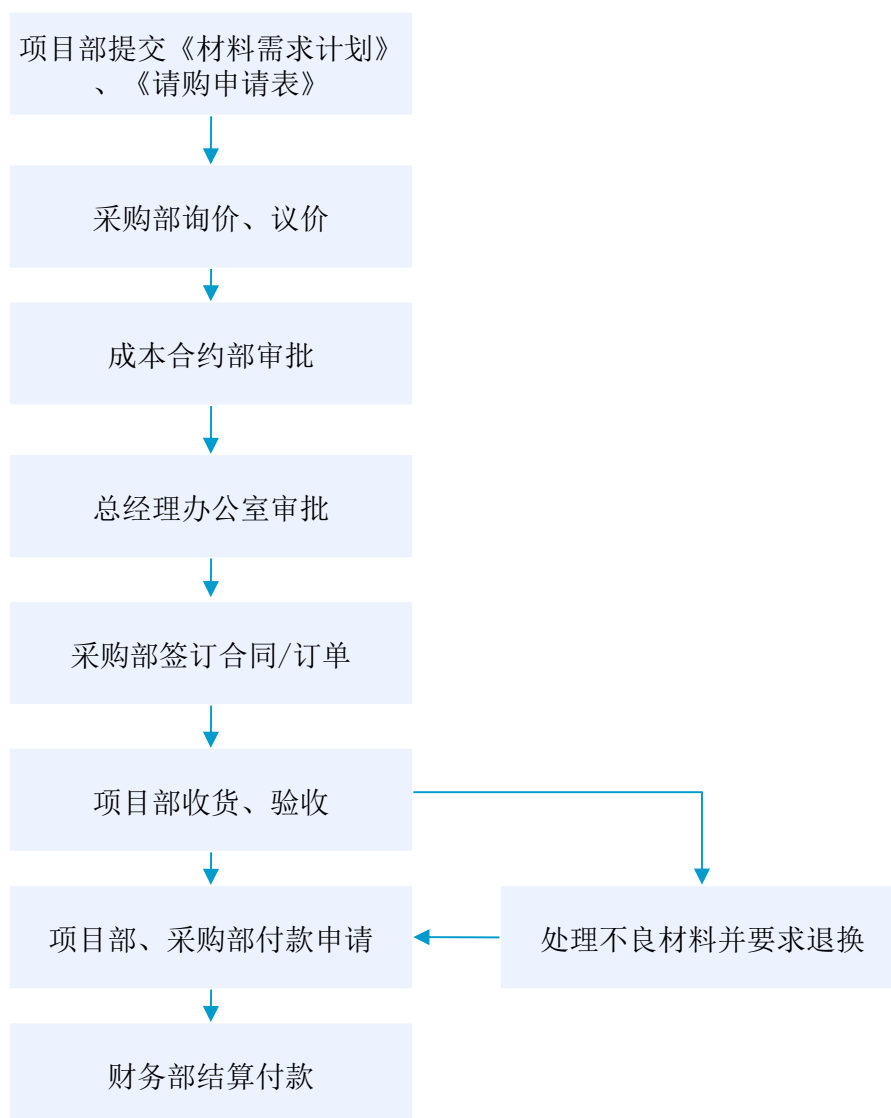 项目部提交《材料需求计划》
、《请购申请表》
采购部询价、议价
成本合约部审批
总经理办公室审批
采购部签订合同/订单
项目部收货、验收
项目部、采购部付款申请
处理不良材料并要求退换
财务部结算付款